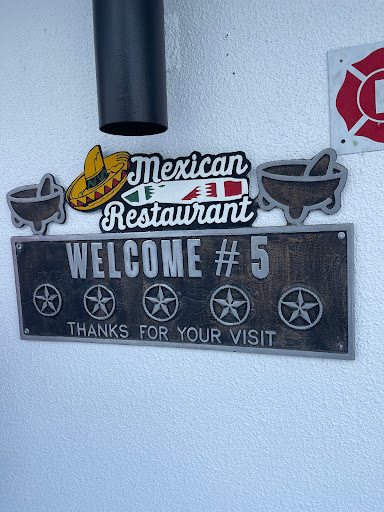 Mexican
Restaurant
WELCOME # 5
THANKS FOR YOUR VISIT